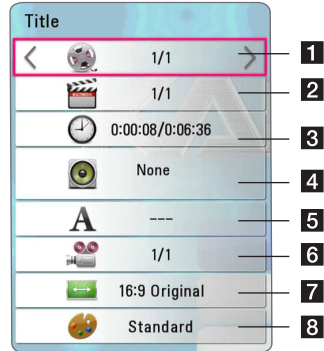 Title
1/1 1
1/1 2
0:00:08/0:06:36 3
None 4
A --- 5
1/1 6
16:9 Original 7
Standard 8